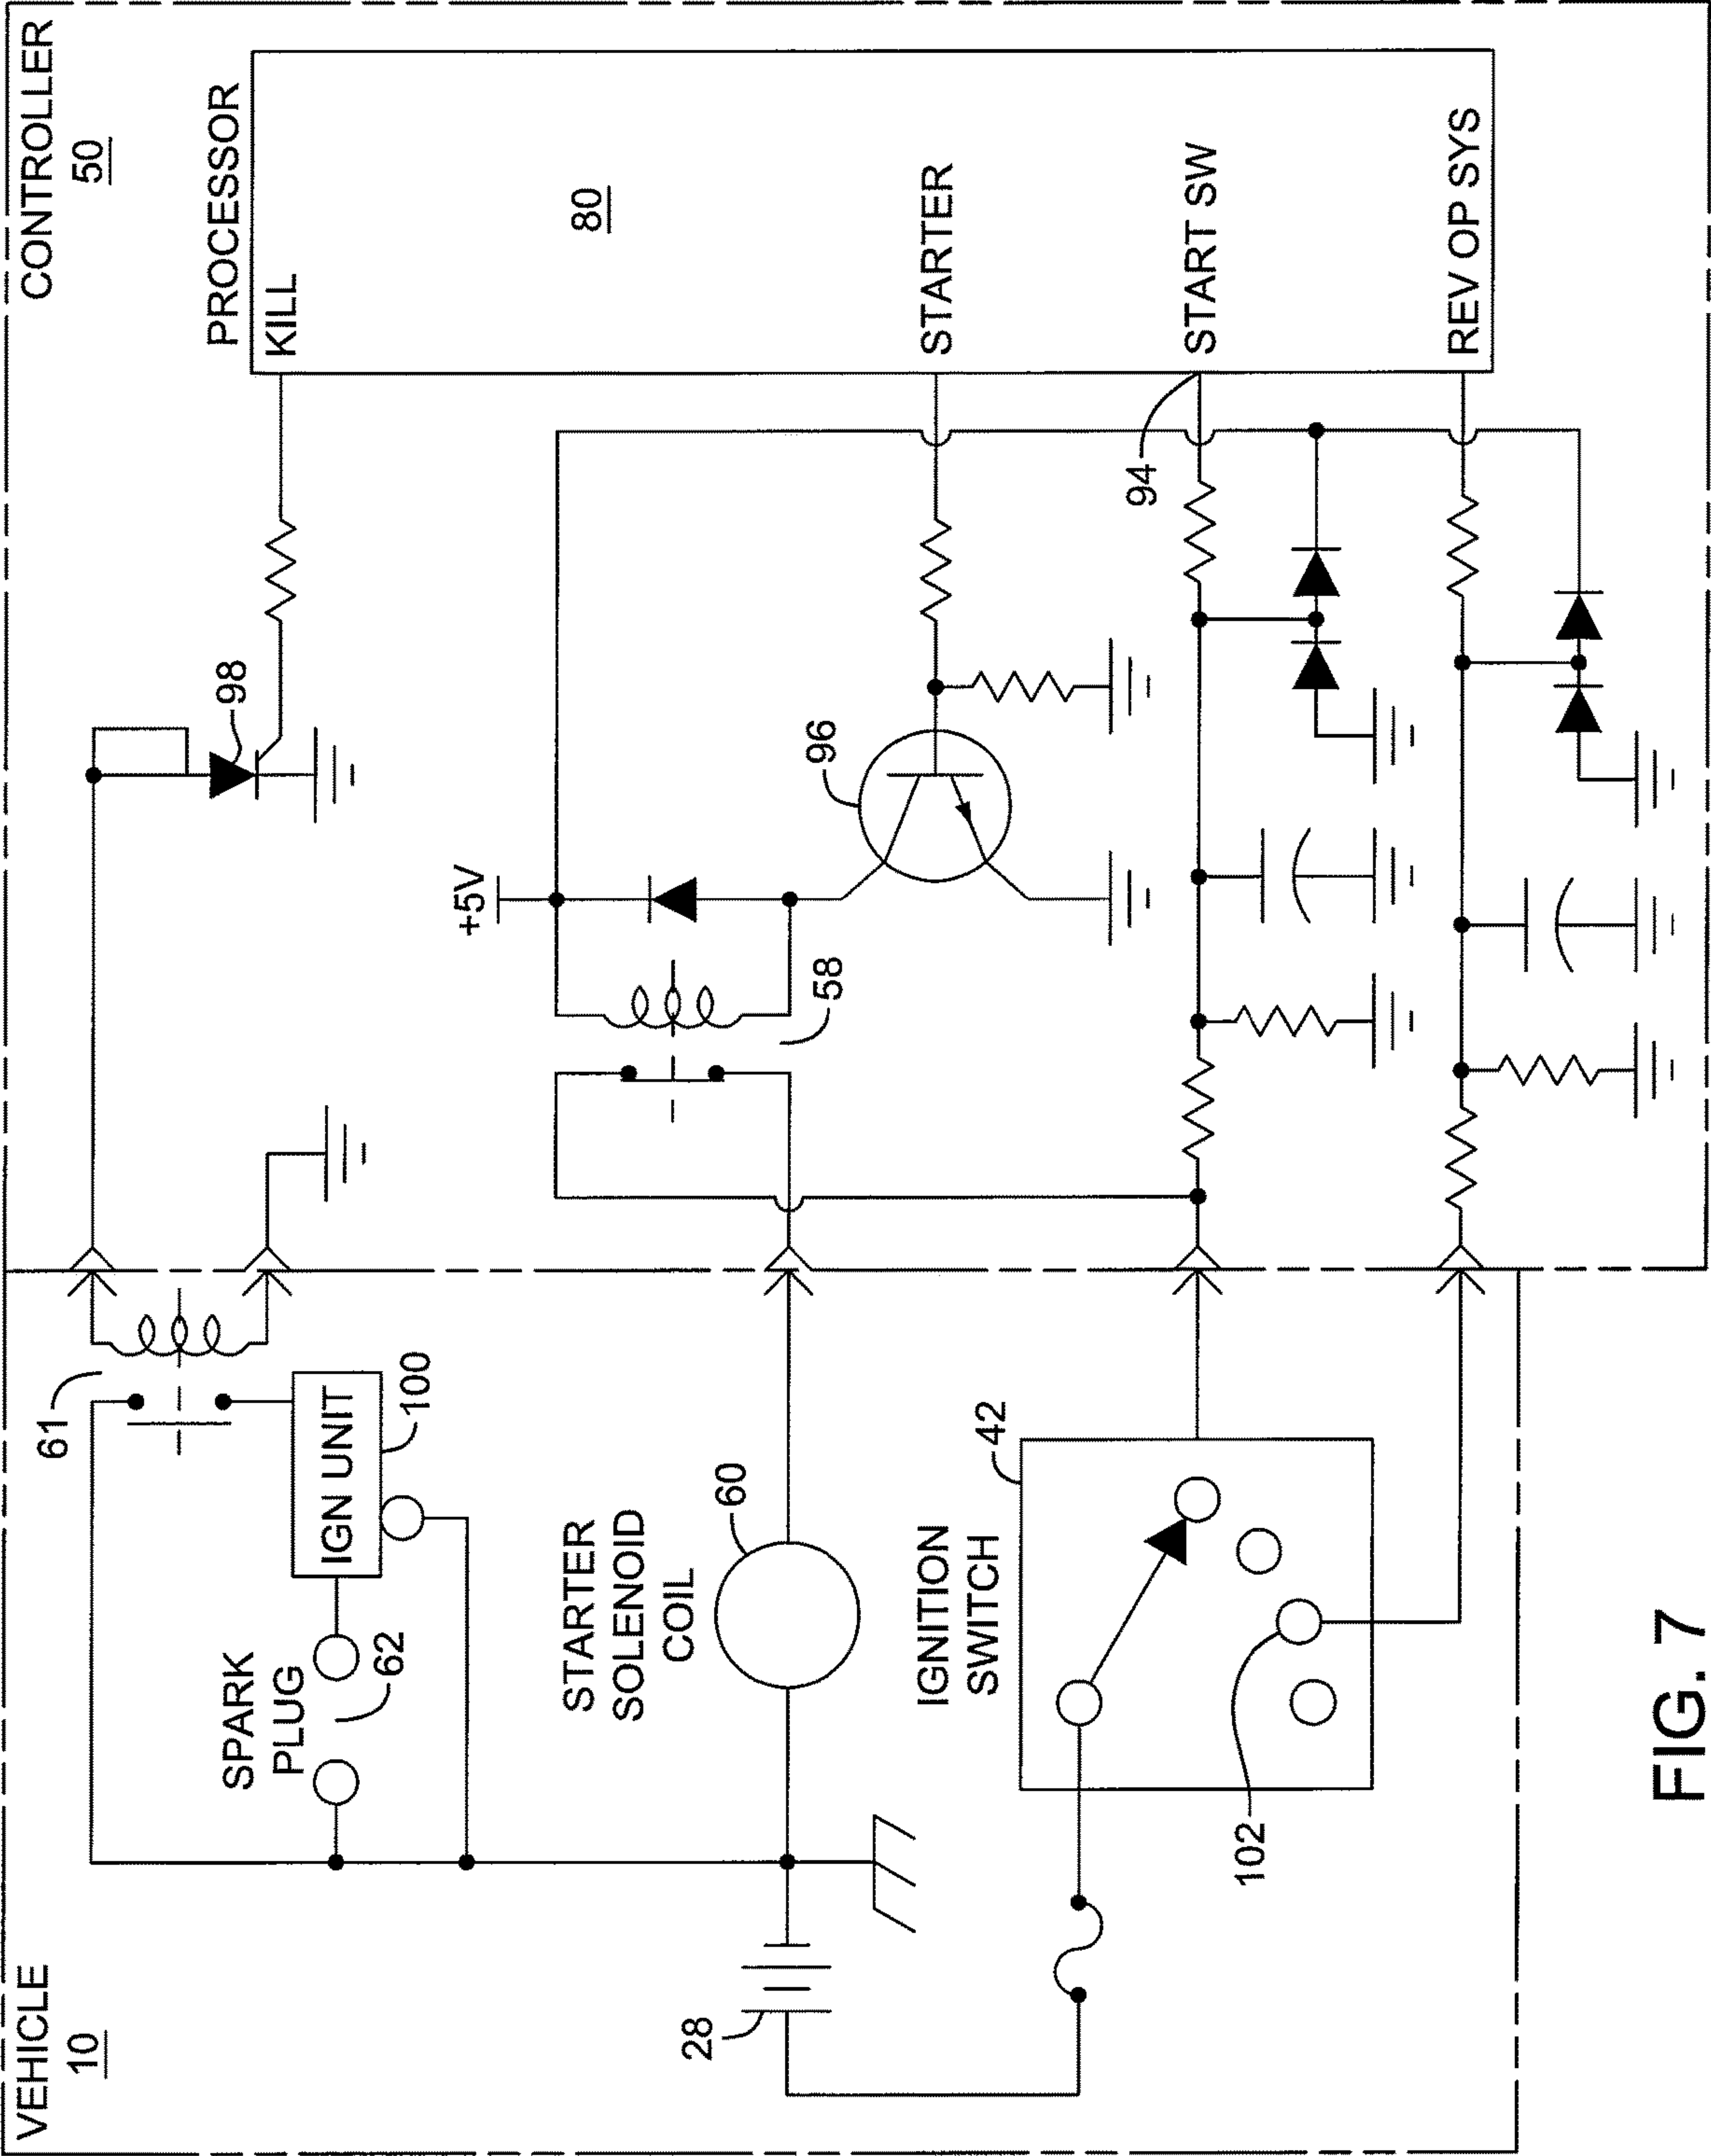 VEHICLE
10
CONTROLLER
50
61
IGN UNIT
100
SPARK
PLUG
62
98
PROCESSOR
KILL
80
STARTER
START SW
REV OP SYS
STARTER
SOLENOID
COIL
60
28
+5V
58
96
94
IGNITION
SWITCH
42
102
FIG. 7